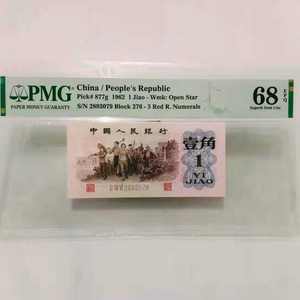 PMG
PAPER MONEY GUARANTY
China / People's Republic
Pick# 877g 1962 1 Jiao - Wmk: Open Star
S/N 2893079 Block 276 - 3 Red R. Numerals
68 EPQ
Superb Gem Unc
中国人民银行
壹角
1
YI
JIAO